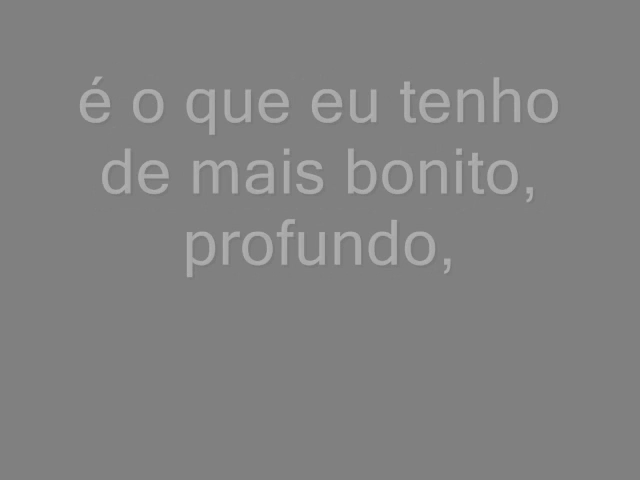 é o que eu tenho
de mais bonito,
profundo,